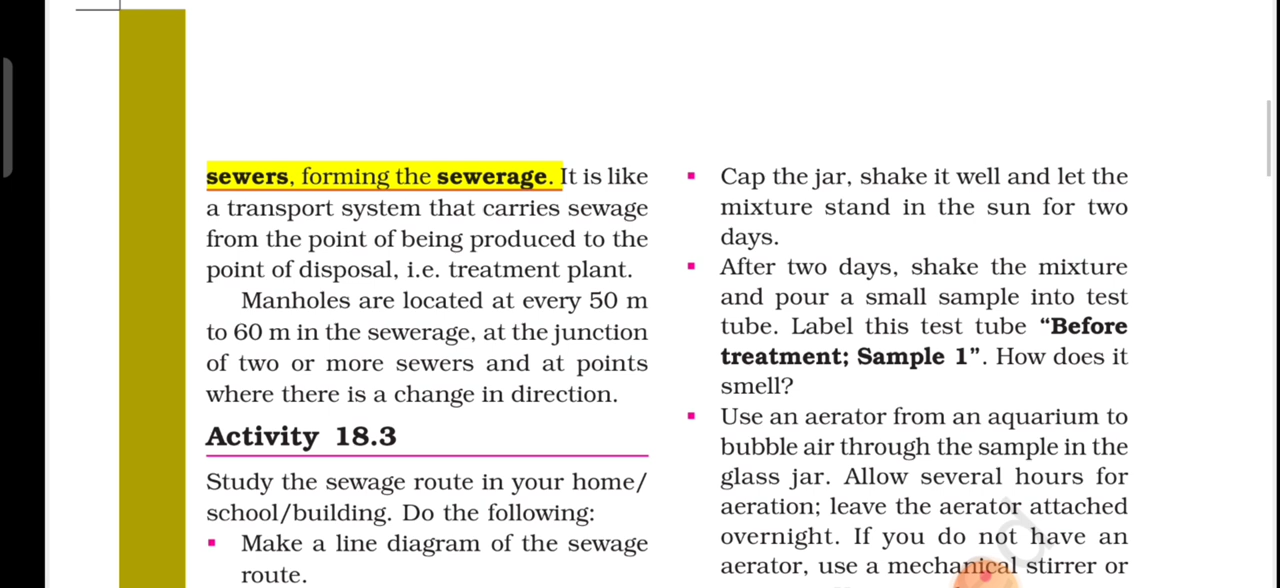 sewers, forming the sewerage. It is like
a transport system that carries sewage
from the point of being produced to the
point of disposal, i.e. treatment plant.
Manholes are located at every 50 m
to 60 m in the sewerage, at the junction
of two or more sewers and at points
where there is a change in direction.
Activity 18.3
Study the sewage route in your home/
school/building. Do the following:
▪ Make a line diagram of the sewage
route.
▪ Cap the jar, shake it well and let the
mixture stand in the sun for two
days.
▪ After two days, shake the mixture
and pour a small sample into test
tube. Label this test tube “Before
treatment; Sample 1”. How does it
smell?
▪ Use an aerator from an aquarium to
bubble air through the sample in the
glass jar. Allow several hours for
aeration; leave the aerator attached
overnight. If you do not have an
aerator, use a mechanical stirrer or